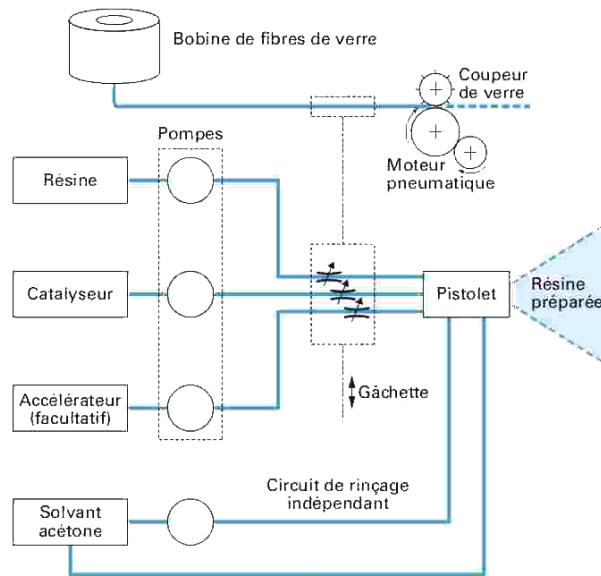 Bobine de fibres de verre
Coupeur
de verre
Pompes
Moteur
pneumatique
Résine
Catalyseur
Pistolet
Résine
préparée
Accélérateur
(facultatif)
Gâchette
Circuit de rinçage
indépendant
Solvant
acétone